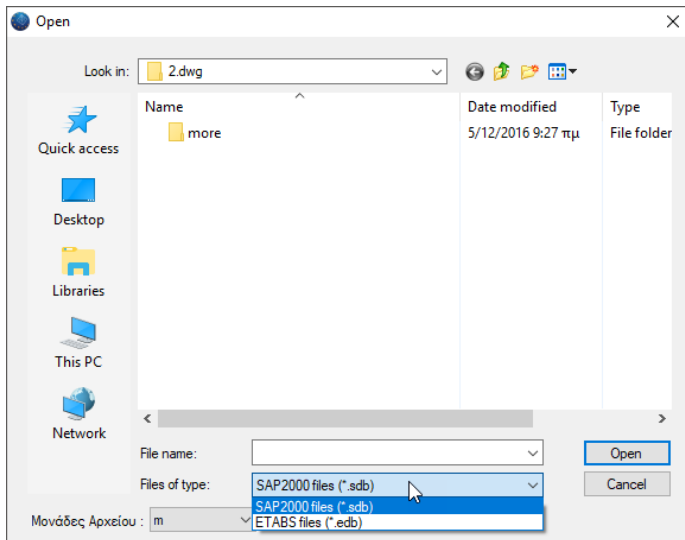 Open
Look in: 2.dwg
Name Date modified Type
more 5/12/2016 9:27 πμ File folder
Quick access
Desktop
Libraries
This PC
Network
File name: Open
Files of type: SAP2000 files (*.sdb) Cancel
SAP2000 files (*.sdb)
ETABS files (*.edb)
Μονάδες Αρχείου : m